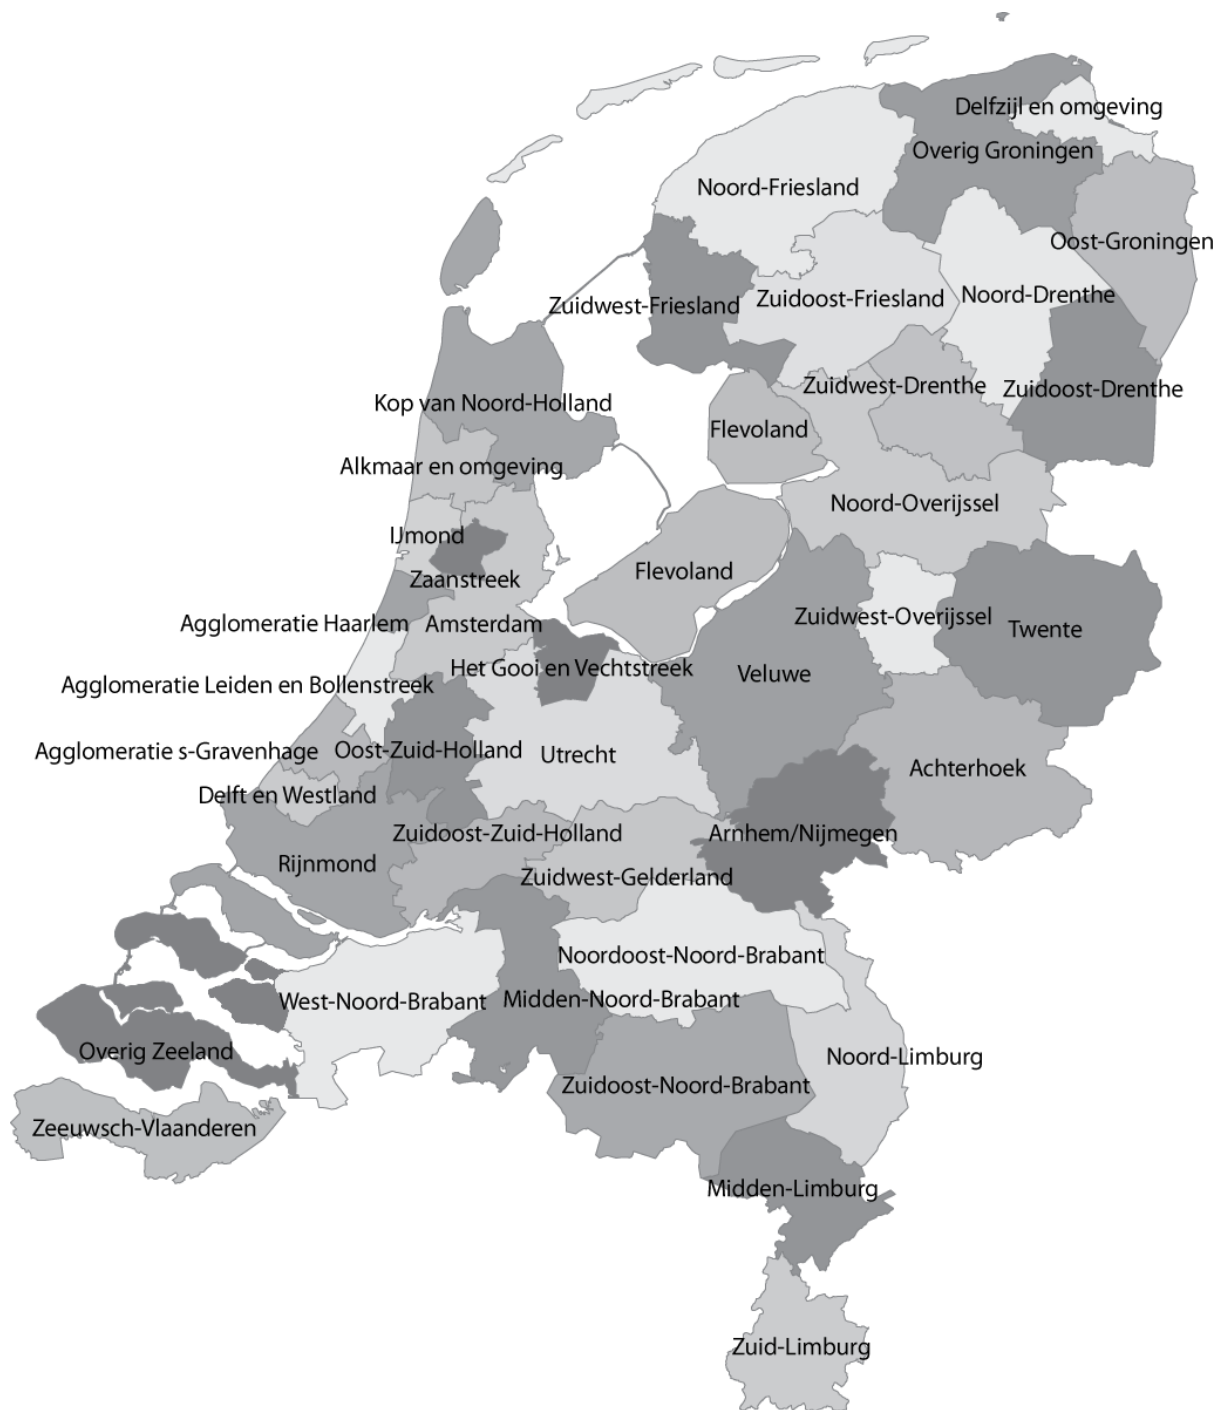 Delfzijl en omgeving
Overig Groningen
Noord-Friesland
Oost-Groningen
Zuidwest-Friesland
Zuidoost-Friesland
Noord-Drenthe
Zuidwest-Drenthe
Zuidoost-Drenthe
Kop van Noord-Holland
Flevoland
Alkmaar en omgeving
Noord-Overijssel
IJmond
Flevoland
Zaanstreek
Agglomeratie Haarlem
Amsterdam
Zuidwest-Overijssel
Twente
Het Gooi en Vechtstreek
Veluwe
Agglomeratie Leiden en Bollenstreek
Agglomeratie s-Gravenhage
Oost-Zuid-Holland
Utrecht
Achterhoek
Delft en Westland
Zuidoost-Zuid-Holland
Arnhem/Nijmegen
Rijnmond
Zuidwest-Gelderland
Noordoost-Noord-Brabant
West-Noord-Brabant
Midden-Noord-Brabant
Overig Zeeland
Noord-Limburg
Zuidoost-Noord-Brabant
Zeeuwsch-Vlaanderen
Midden-Limburg
Zuid-Limburg